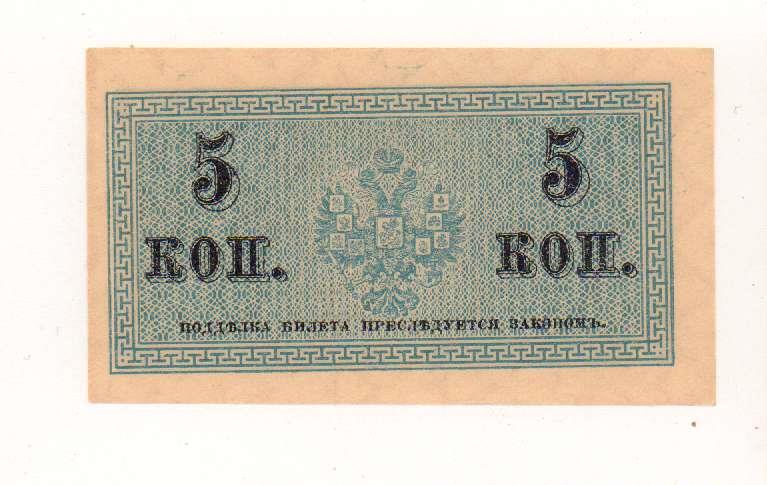 5 5
КОП. КОП.
ПОДДѢЛКА БИЛЕТА ПРЕСЛѢДУЕТСЯ ЗАКОНОМЪ.